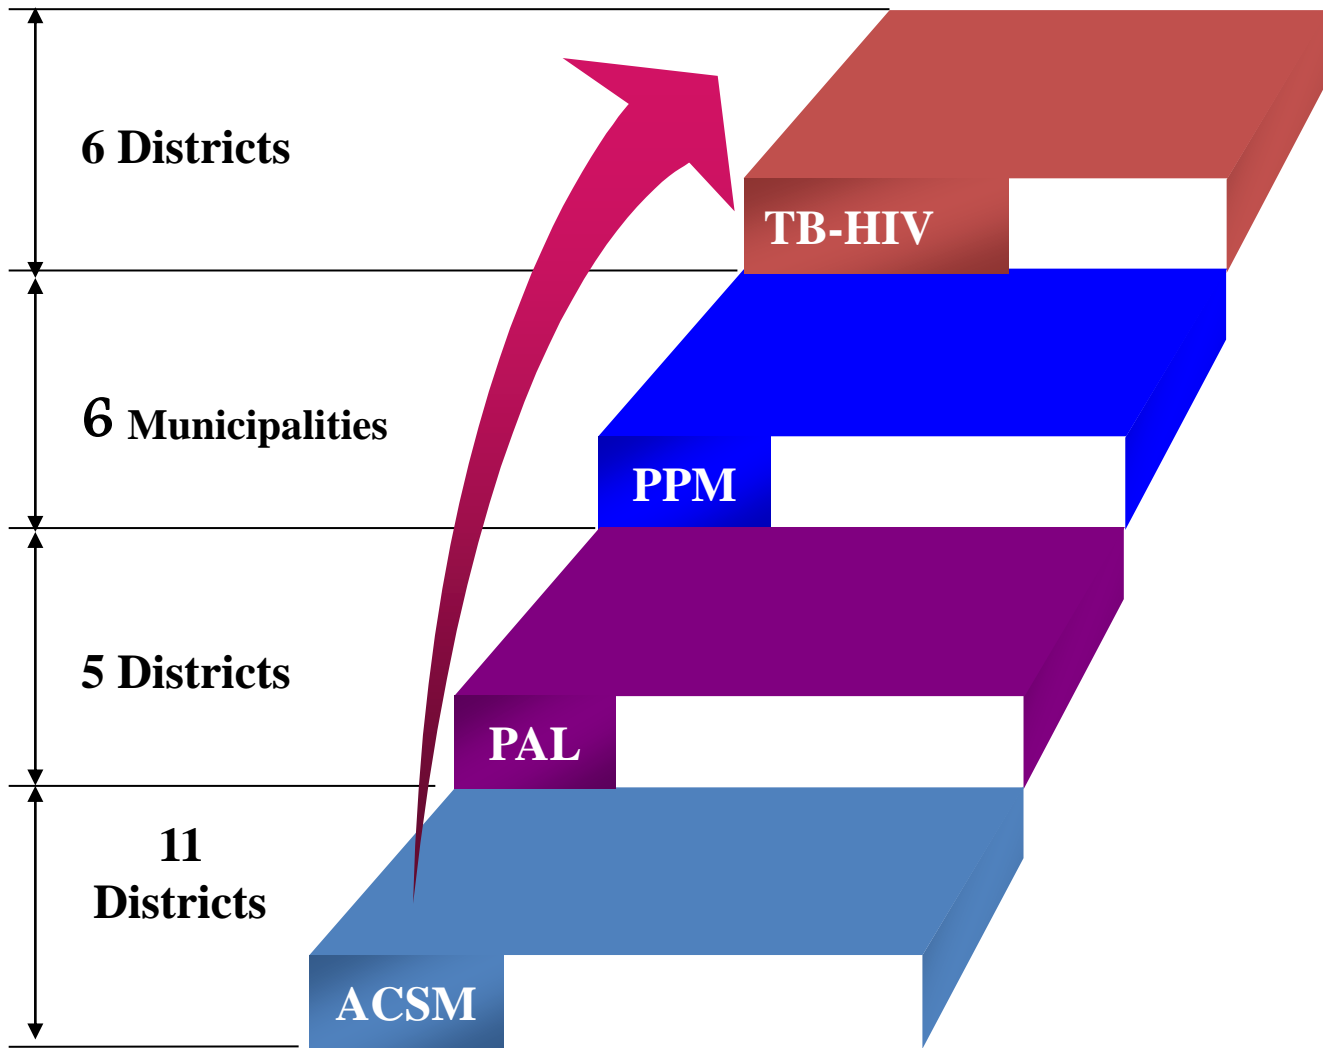 6 Districts
TB-HIV
6 Municipalities
PPM
5 Districts
PAL
11
Districts
ACSM